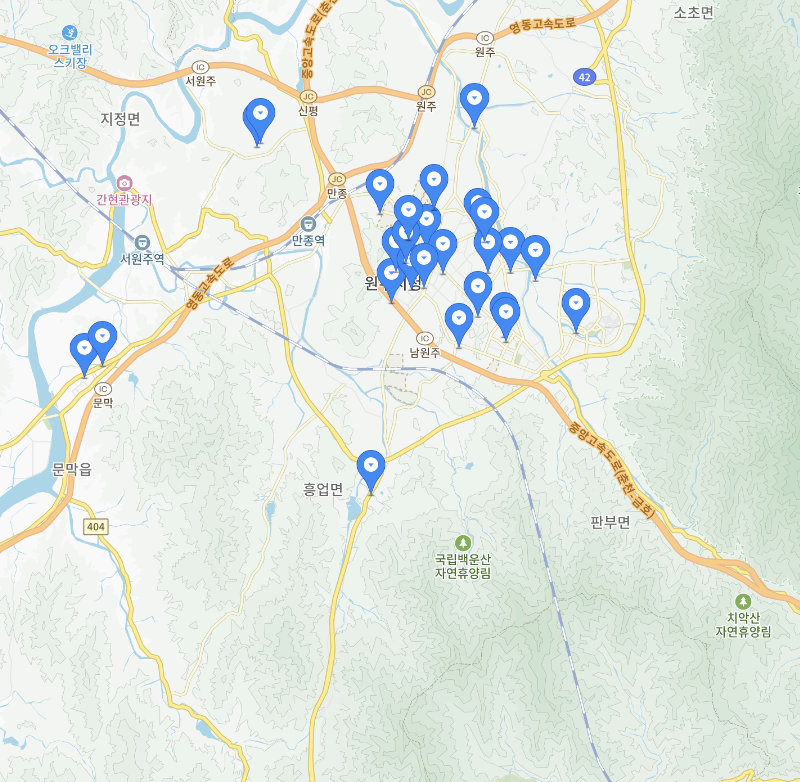 소초면
영동고속도로
중앙고속도로(춘
IC
원주
오크밸리
스키장
IC
서원주
42
JC
신평
JC
원주
지정면
JC
만종
간현관광지
만종역
서원주역
영동고속도로
원주시청
IC
남원주
IC
문막
중앙고속도로(춘천-금호)
문막읍
흥업면
404
판부면
국립백운산
자연휴양림
치악산
자연휴양림